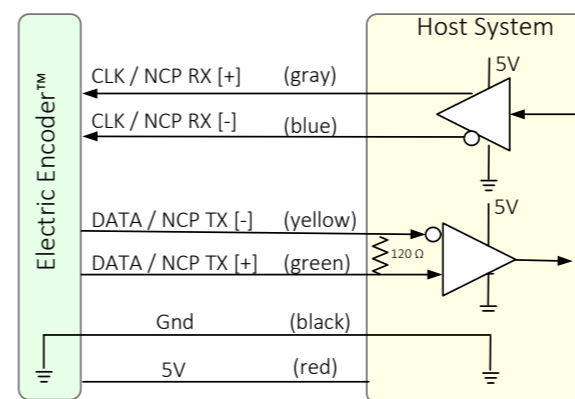 Host System
Electric Encoder™
5V
CLK / NCP RX [+] (gray)
CLK / NCP RX [-] (blue)
5V
DATA / NCP TX [-] (yellow)
120 Ω
DATA / NCP TX [+] (green)
Gnd (black)
5V (red)